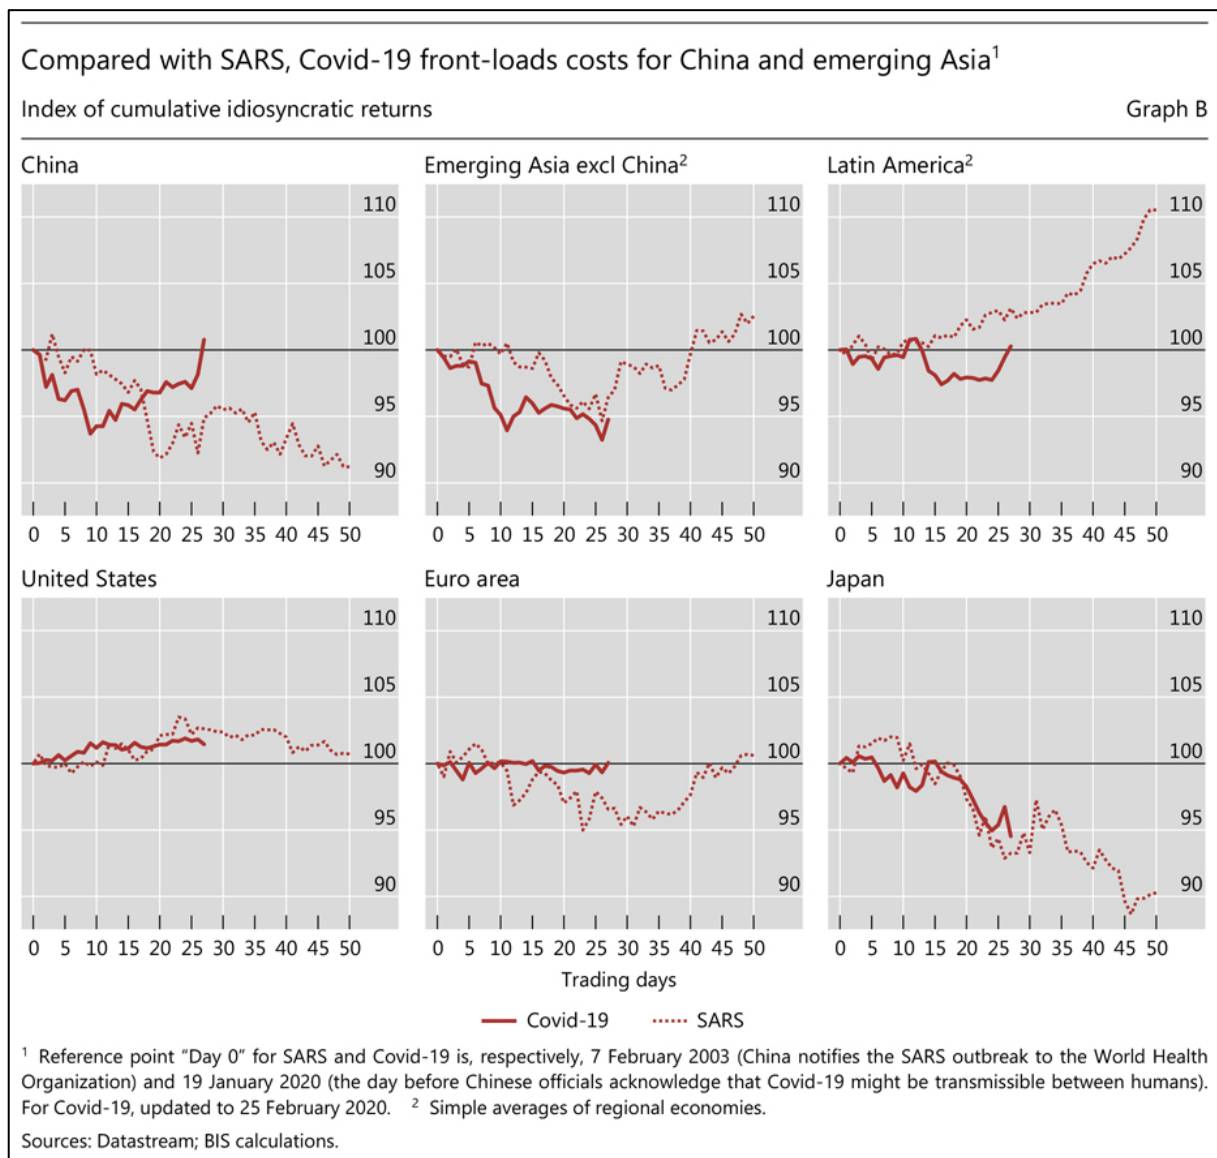 Compared with SARS, Covid-19 front-loads costs for China and emerging Asia¹
Index of cumulative idiosyncratic returns Graph B
China
110
105
100
95
90
0 5 10 15 20 25 30 35 40 45 50
Emerging Asia excl China²
110
105
100
95
90
0 5 10 15 20 25 30 35 40 45 50
Latin America²
110
105
100
95
90
0 5 10 15 20 25 30 35 40 45 50
United States
110
105
100
95
90
0 5 10 15 20 25 30 35 40 45 50
Euro area
110
105
100
95
90
0 5 10 15 20 25 30 35 40 45 50
Japan
110
105
100
95
90
0 5 10 15 20 25 30 35 40 45 50
Trading days
Covid-19 SARS
¹ Reference point “Day 0” for SARS and Covid-19 is, respectively, 7 February 2003 (China notifies the SARS outbreak to the World Health
Organization) and 19 January 2020 (the day before Chinese officials acknowledge that Covid-19 might be transmissible between humans).
For Covid-19, updated to 25 February 2020. ² Simple averages of regional economies.
Sources: Datastream; BIS calculations.